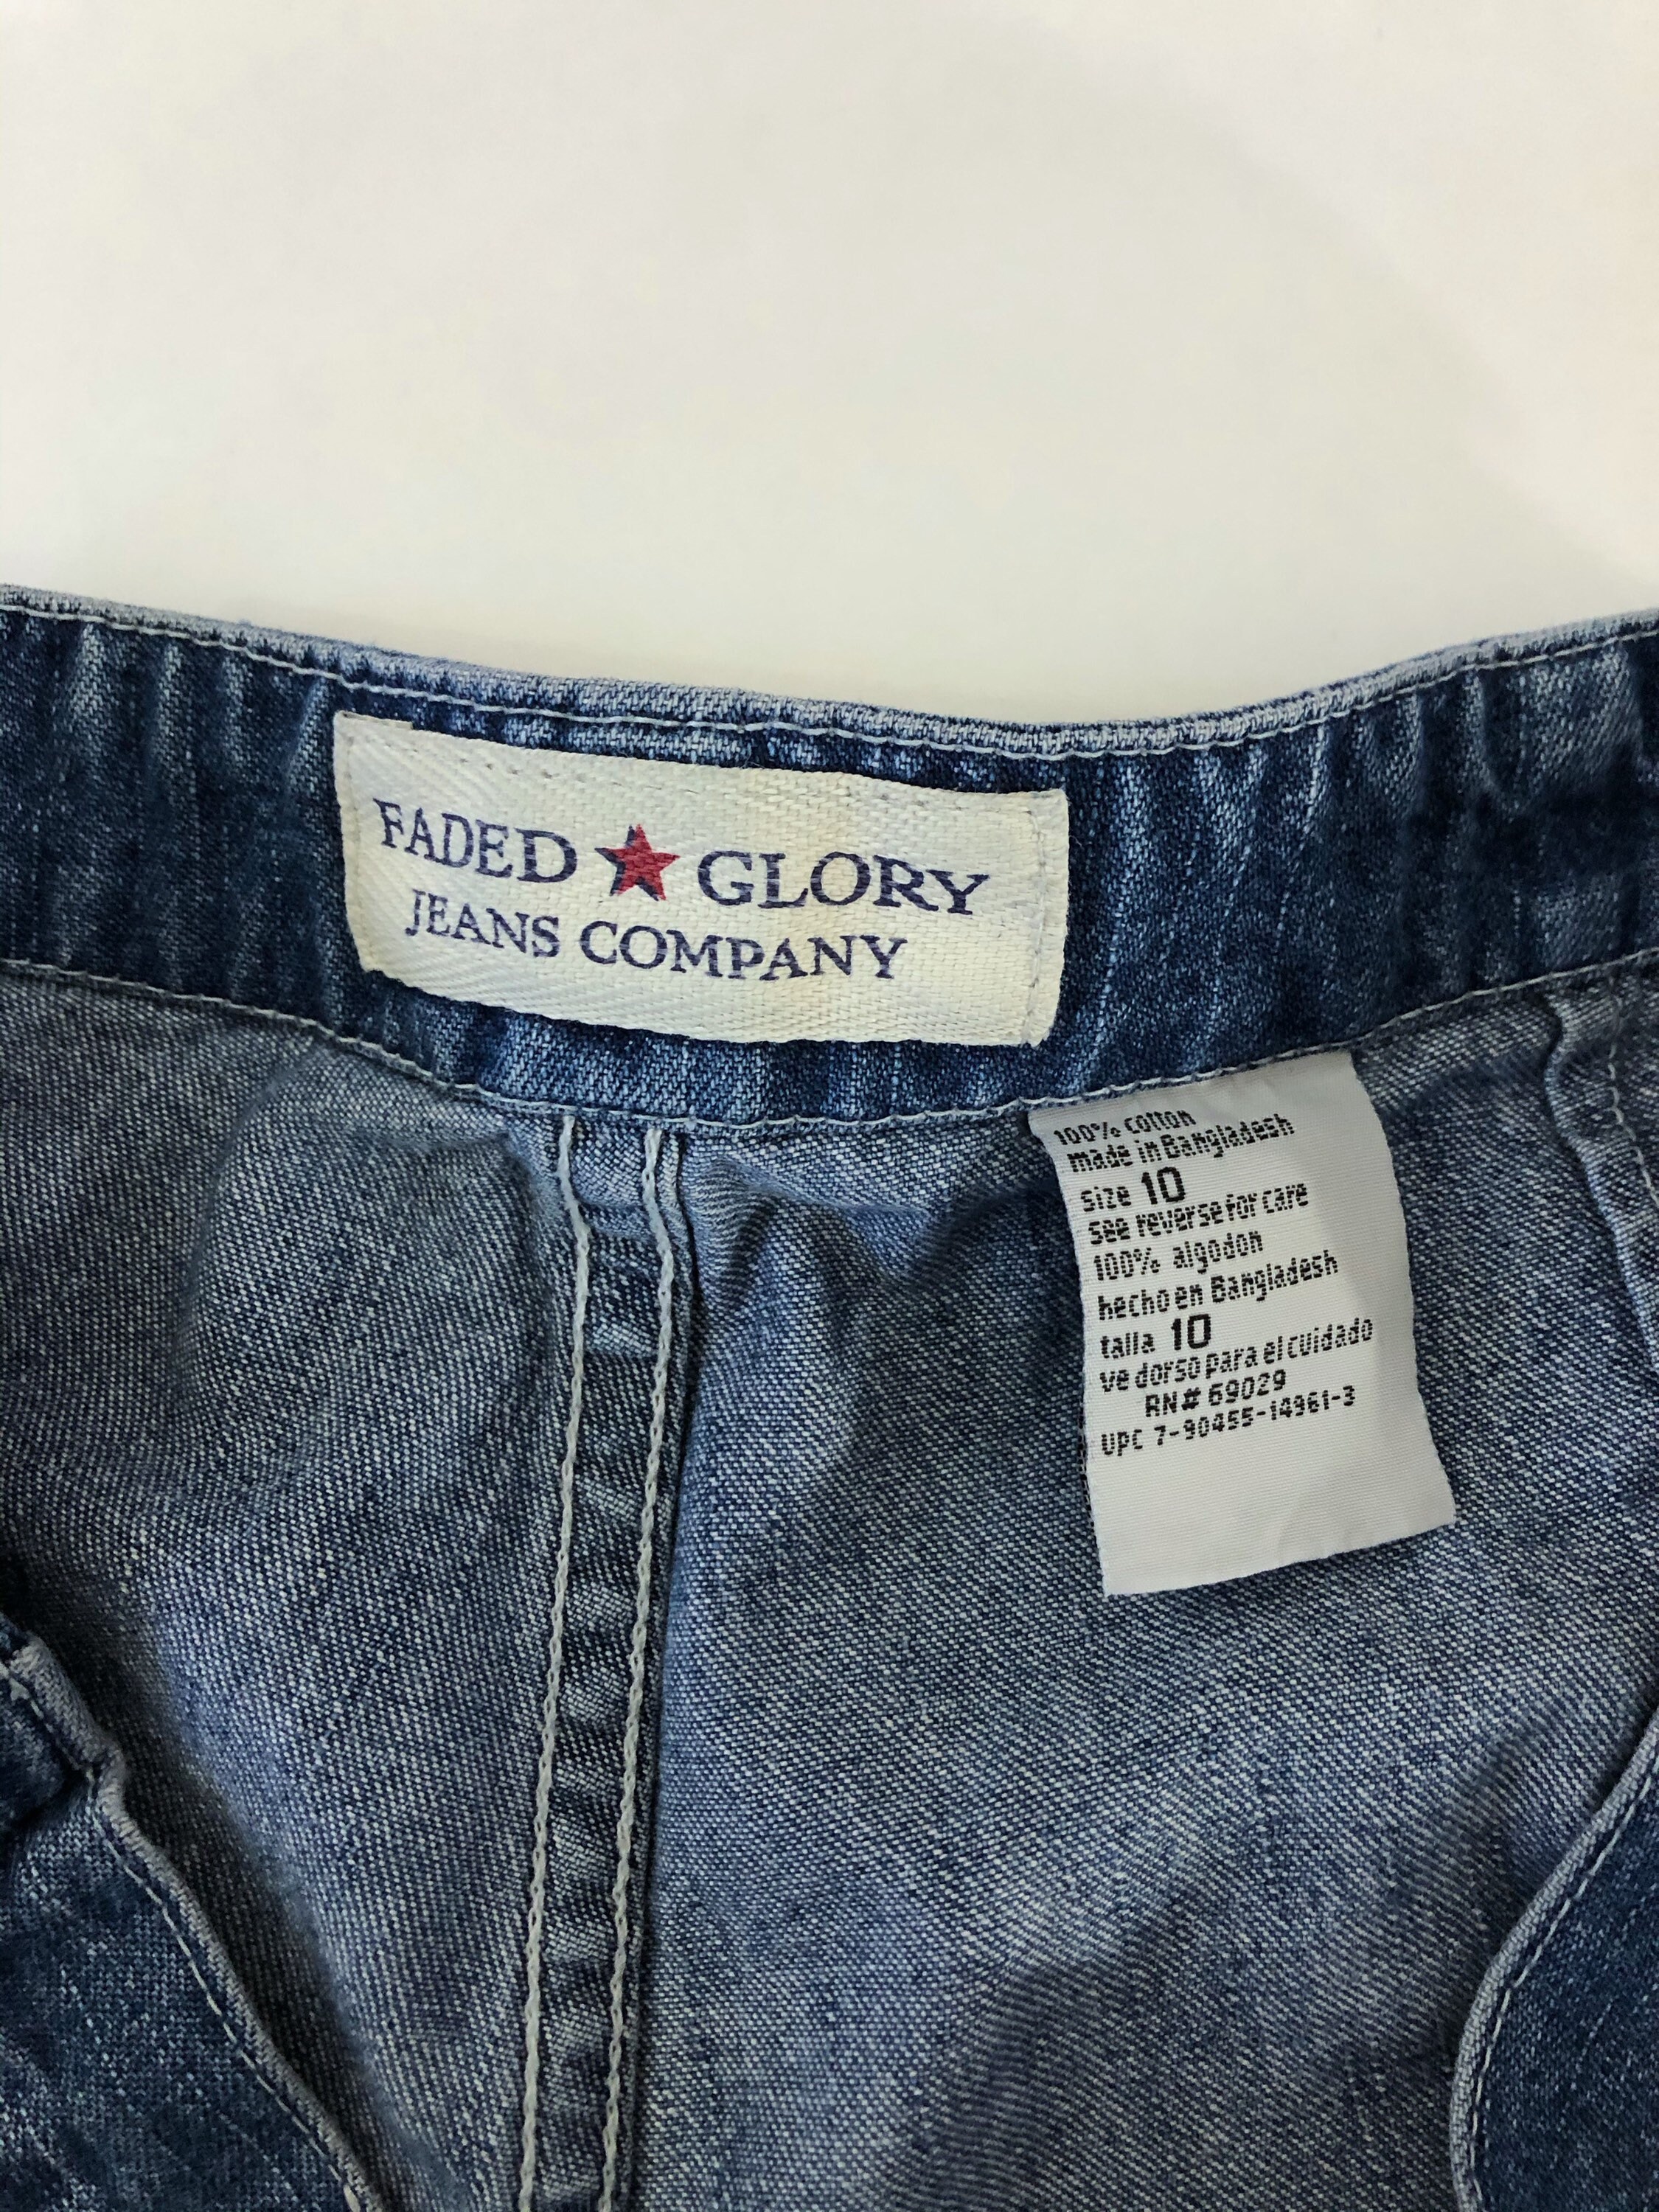 FADED GLORY
JEANS COMPANY
100% cotton
made in Bangladesh
size 10
see reverse for care
100% algodon
hecho en Bangladesh
talla 10
ve dorso para el cuidado
RN# 69029
UPC 7-90455-14961-3